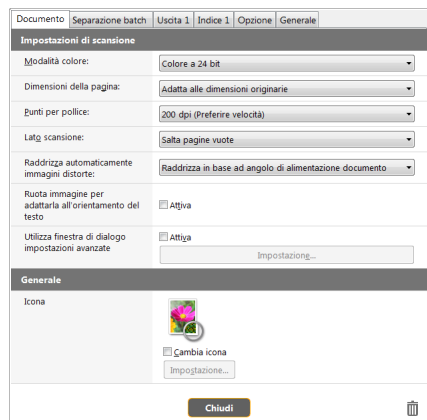 Documento Separazione batch Uscita 1 Indice 1 Opzione Generale
Impostazioni di scansione
Modalità colore: Colore a 24 bit
Dimensioni della pagina: Adatta alle dimensioni originarie
Punti per pollice: 200 dpi (Preferire velocità)
Lato scansione: Salta pagine vuote
Raddrizza automaticamente
immagini distorte: Raddrizza in base ad angolo di alimentazione documento
Ruota immagine per
adattarla all'orientamento del
testo
Attiva
Utilizza finestra di dialogo
impostazioni avanzate
Attiva
Impostazione...
Generale
Icona
Cambia icona
Impostazione...
Chiudi